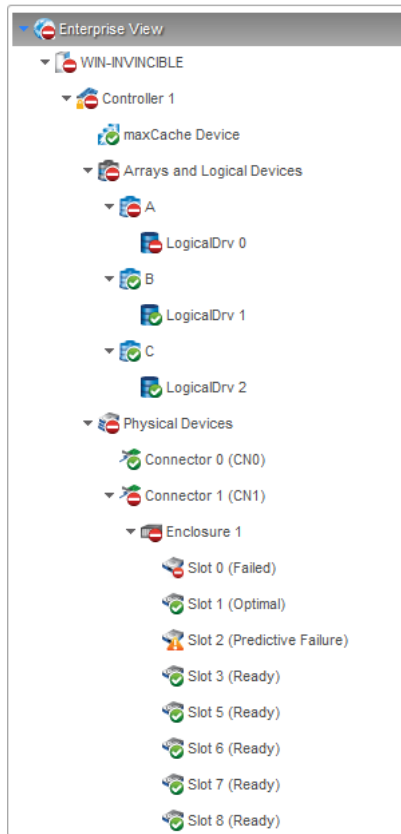 Enterprise View
WIN-INVINCIBLE
Controller 1
maxCache Device
Arrays and Logical Devices
A
LogicalDrv 0
B
LogicalDrv 1
C
LogicalDrv 2
Physical Devices
Connector 0 (CN0)
Connector 1 (CN1)
Enclosure 1
Slot 0 (Failed)
Slot 1 (Optimal)
Slot 2 (Predictive Failure)
Slot 3 (Ready)
Slot 5 (Ready)
Slot 6 (Ready)
Slot 7 (Ready)
Slot 8 (Ready)